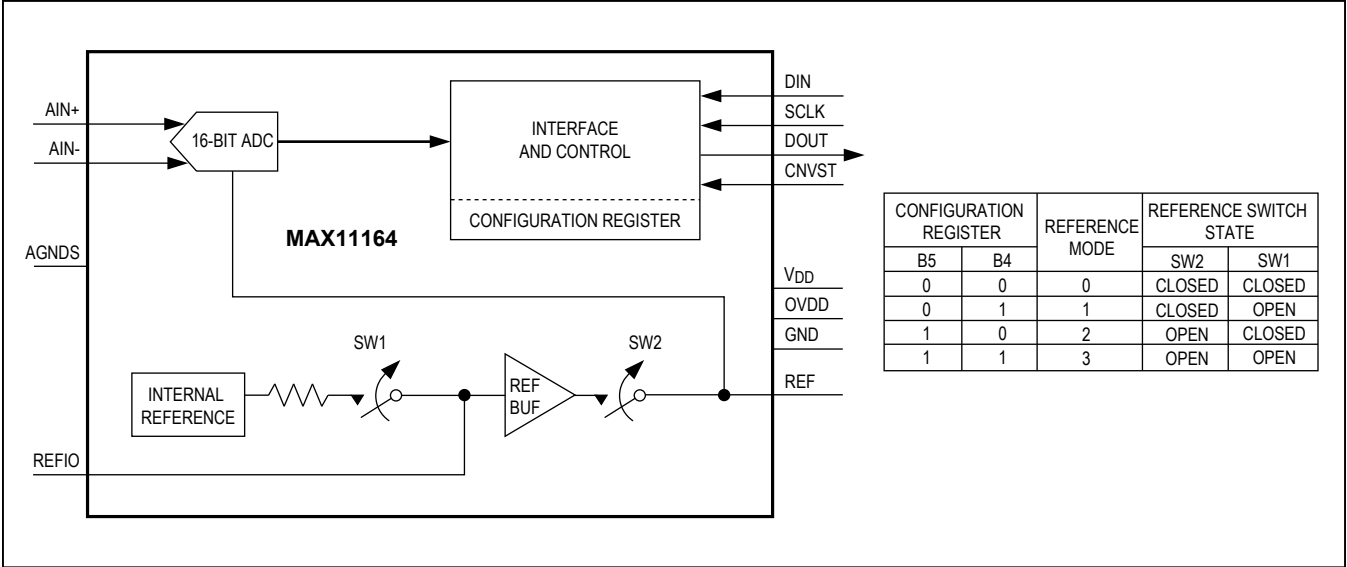 AIN+
AIN-
16-BIT ADC
INTERFACE
AND CONTROL
CONFIGURATION REGISTER
DIN
SCLK
DOUT
CNVST
MAX11164
AGNDS
VDD
OVDD
GND
REF
SW1
SW2
INTERNAL
REFERENCE
REF
BUF
REFIO
CONFIGURATION
REGISTER
REFERENCE
MODE
REFERENCE SWITCH
STATE
B5 B4 SW2 SW1
0 0 0 CLOSED CLOSED
0 1 1 CLOSED OPEN
1 0 2 OPEN CLOSED
1 1 3 OPEN OPEN